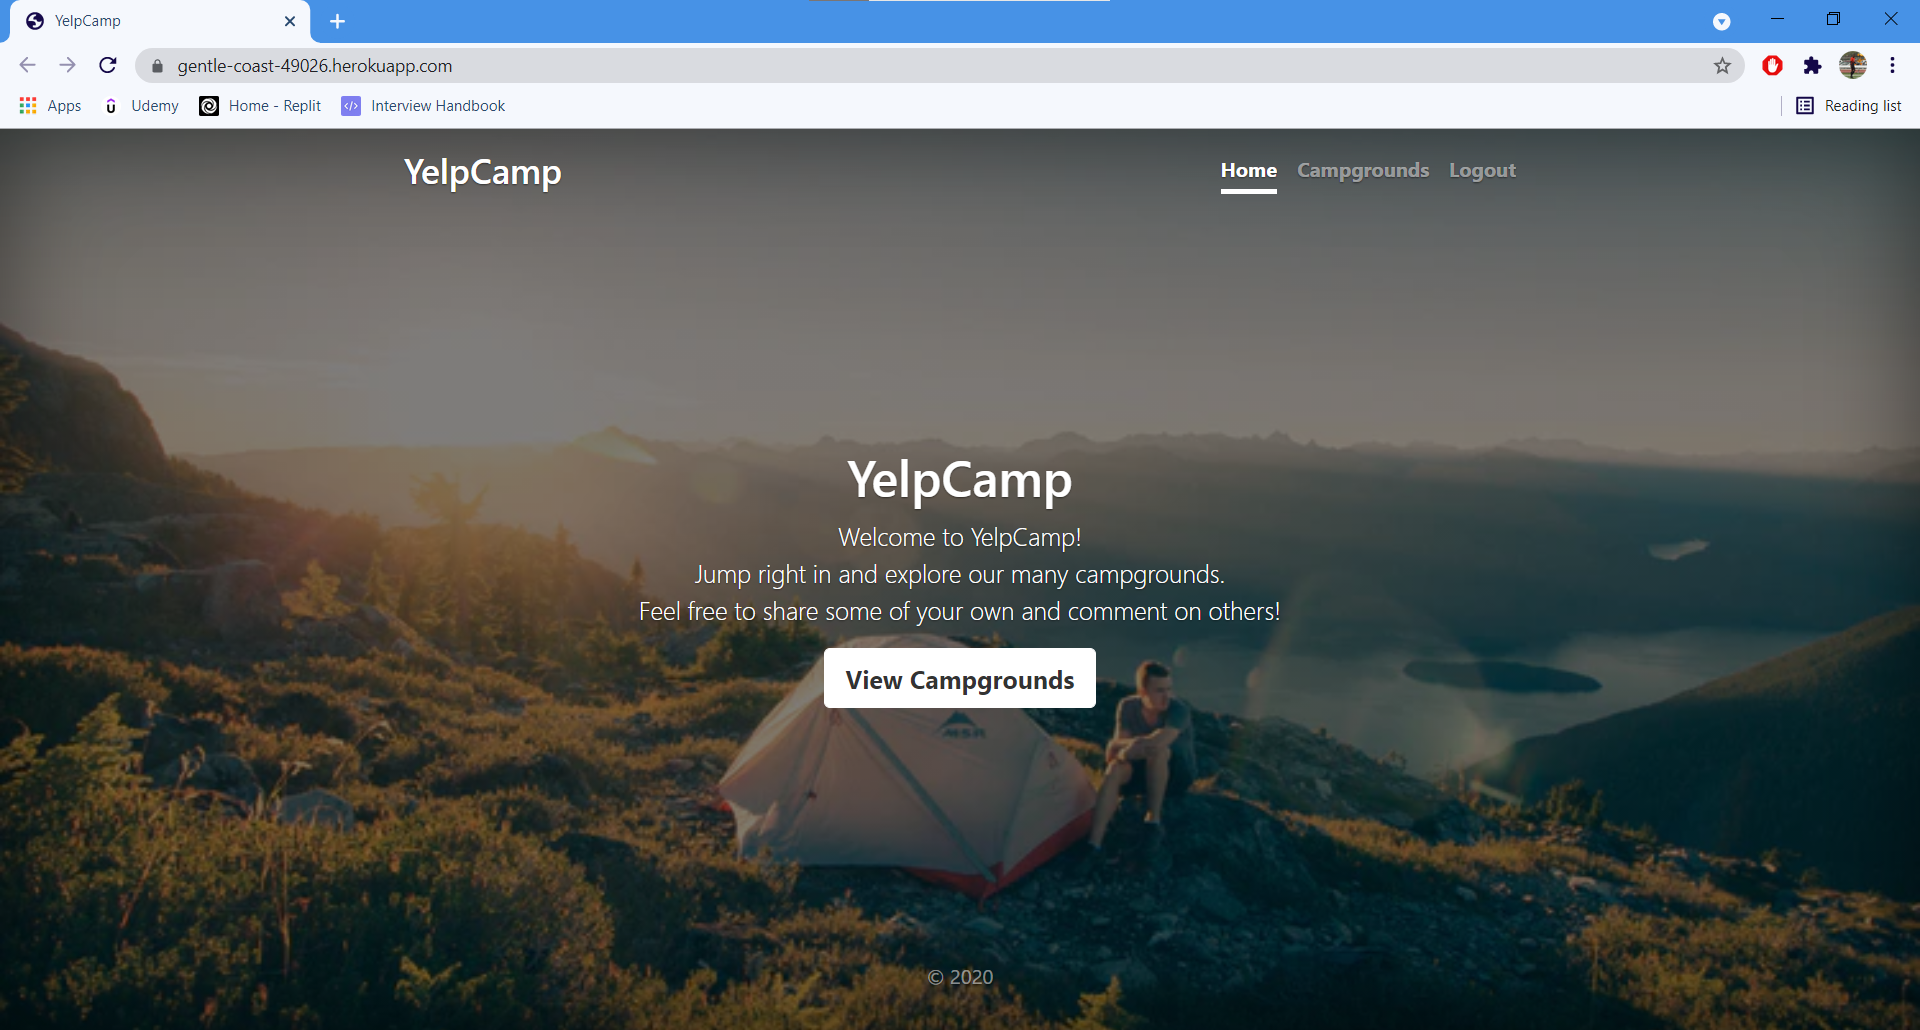 YelpCamp
gentle-coast-49026.herokuapp.com
Apps Udemy Home - Replit Interview Handbook Reading list
YelpCamp Home Campgrounds Logout
YelpCamp
Welcome to YelpCamp!
Jump right in and explore our many campgrounds.
Feel free to share some of your own and comment on others!
View Campgrounds
MSR
© 2020